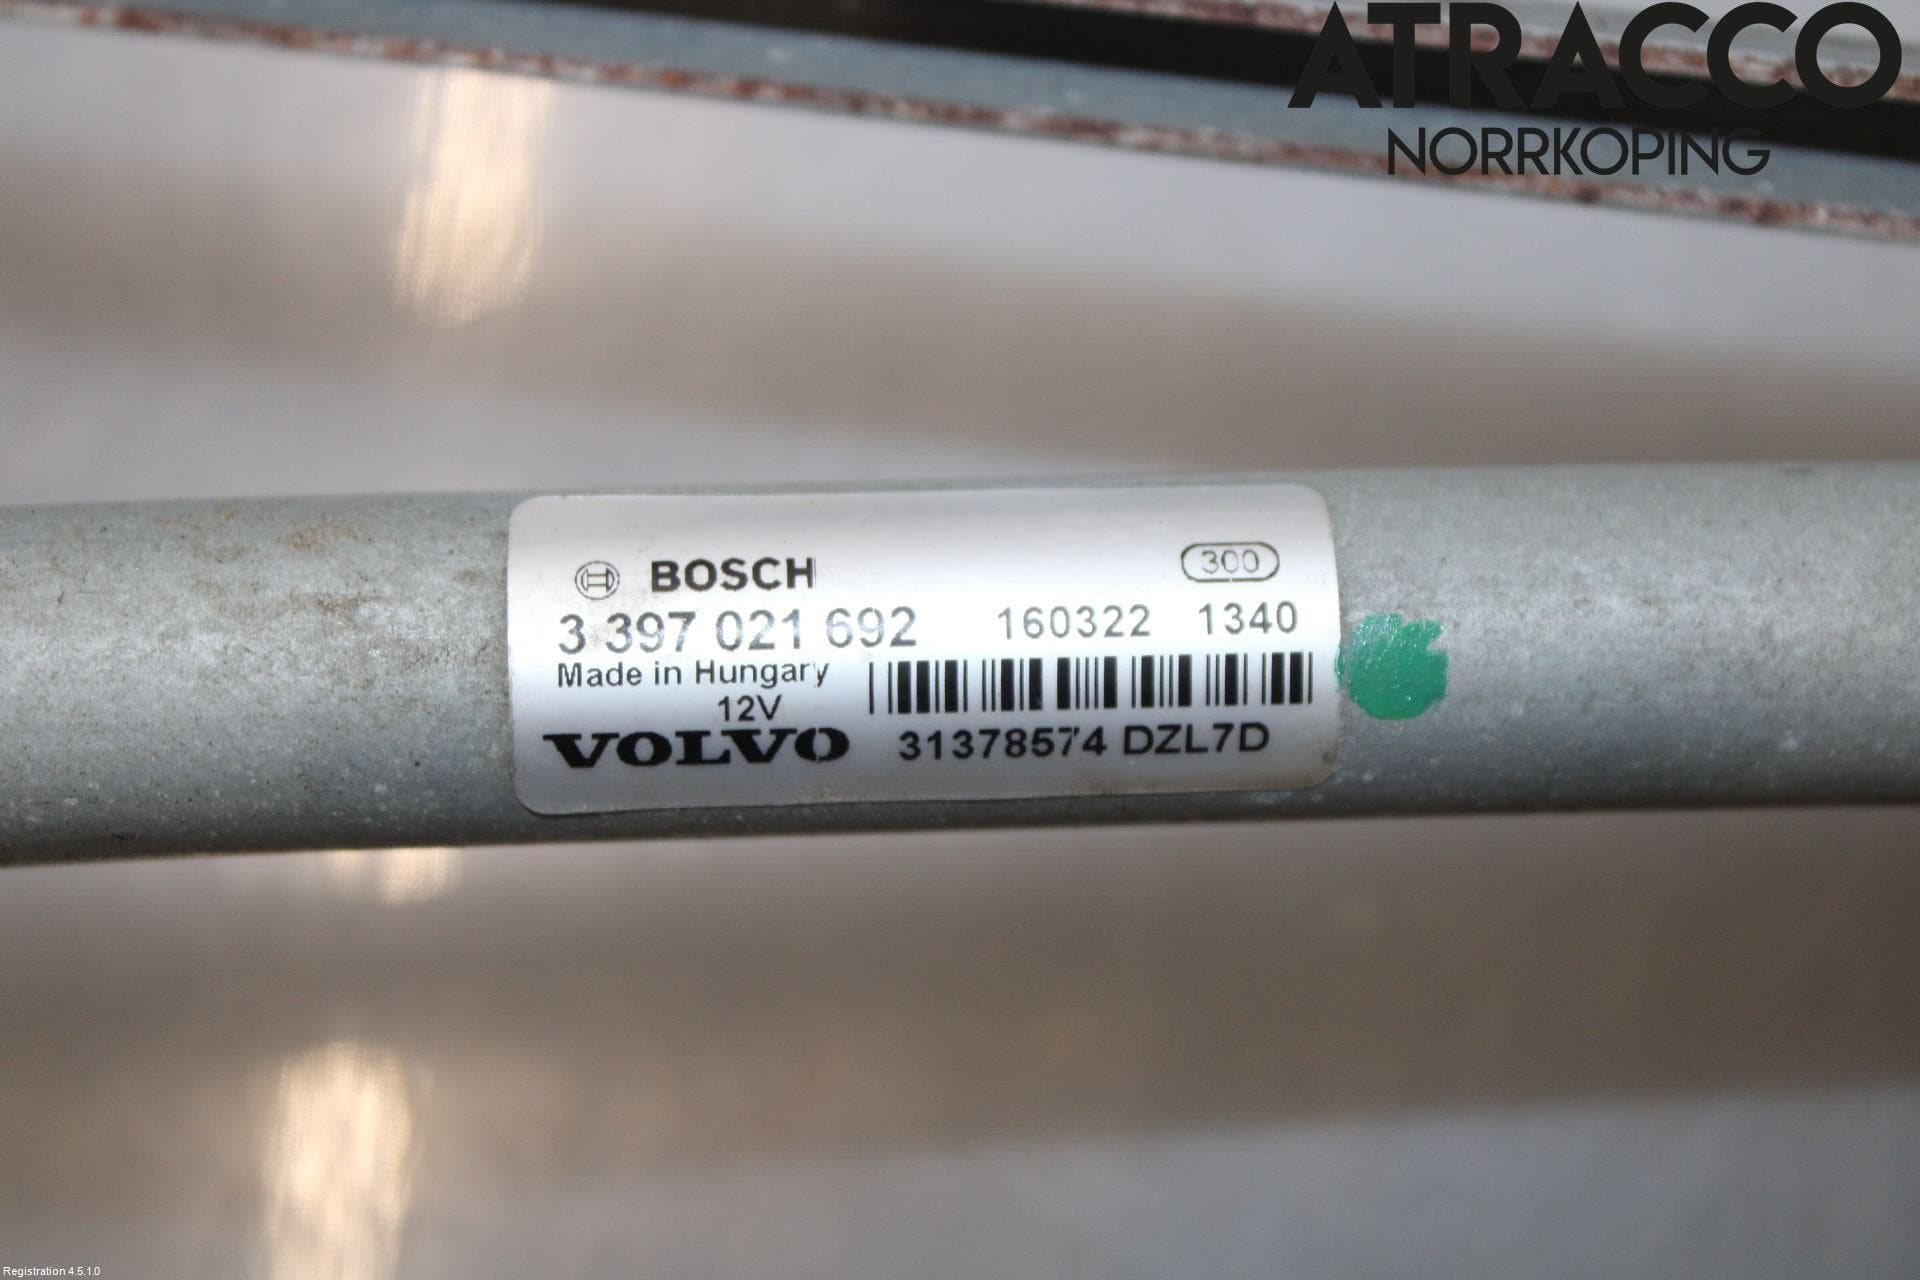 ATRACCO
NORRKÖPING
BOSCH 300
3 397 021 692 160322 1340
Made in Hungary
12V
VOLVO 31378574 DZL7D
Registration 4.5.1.0